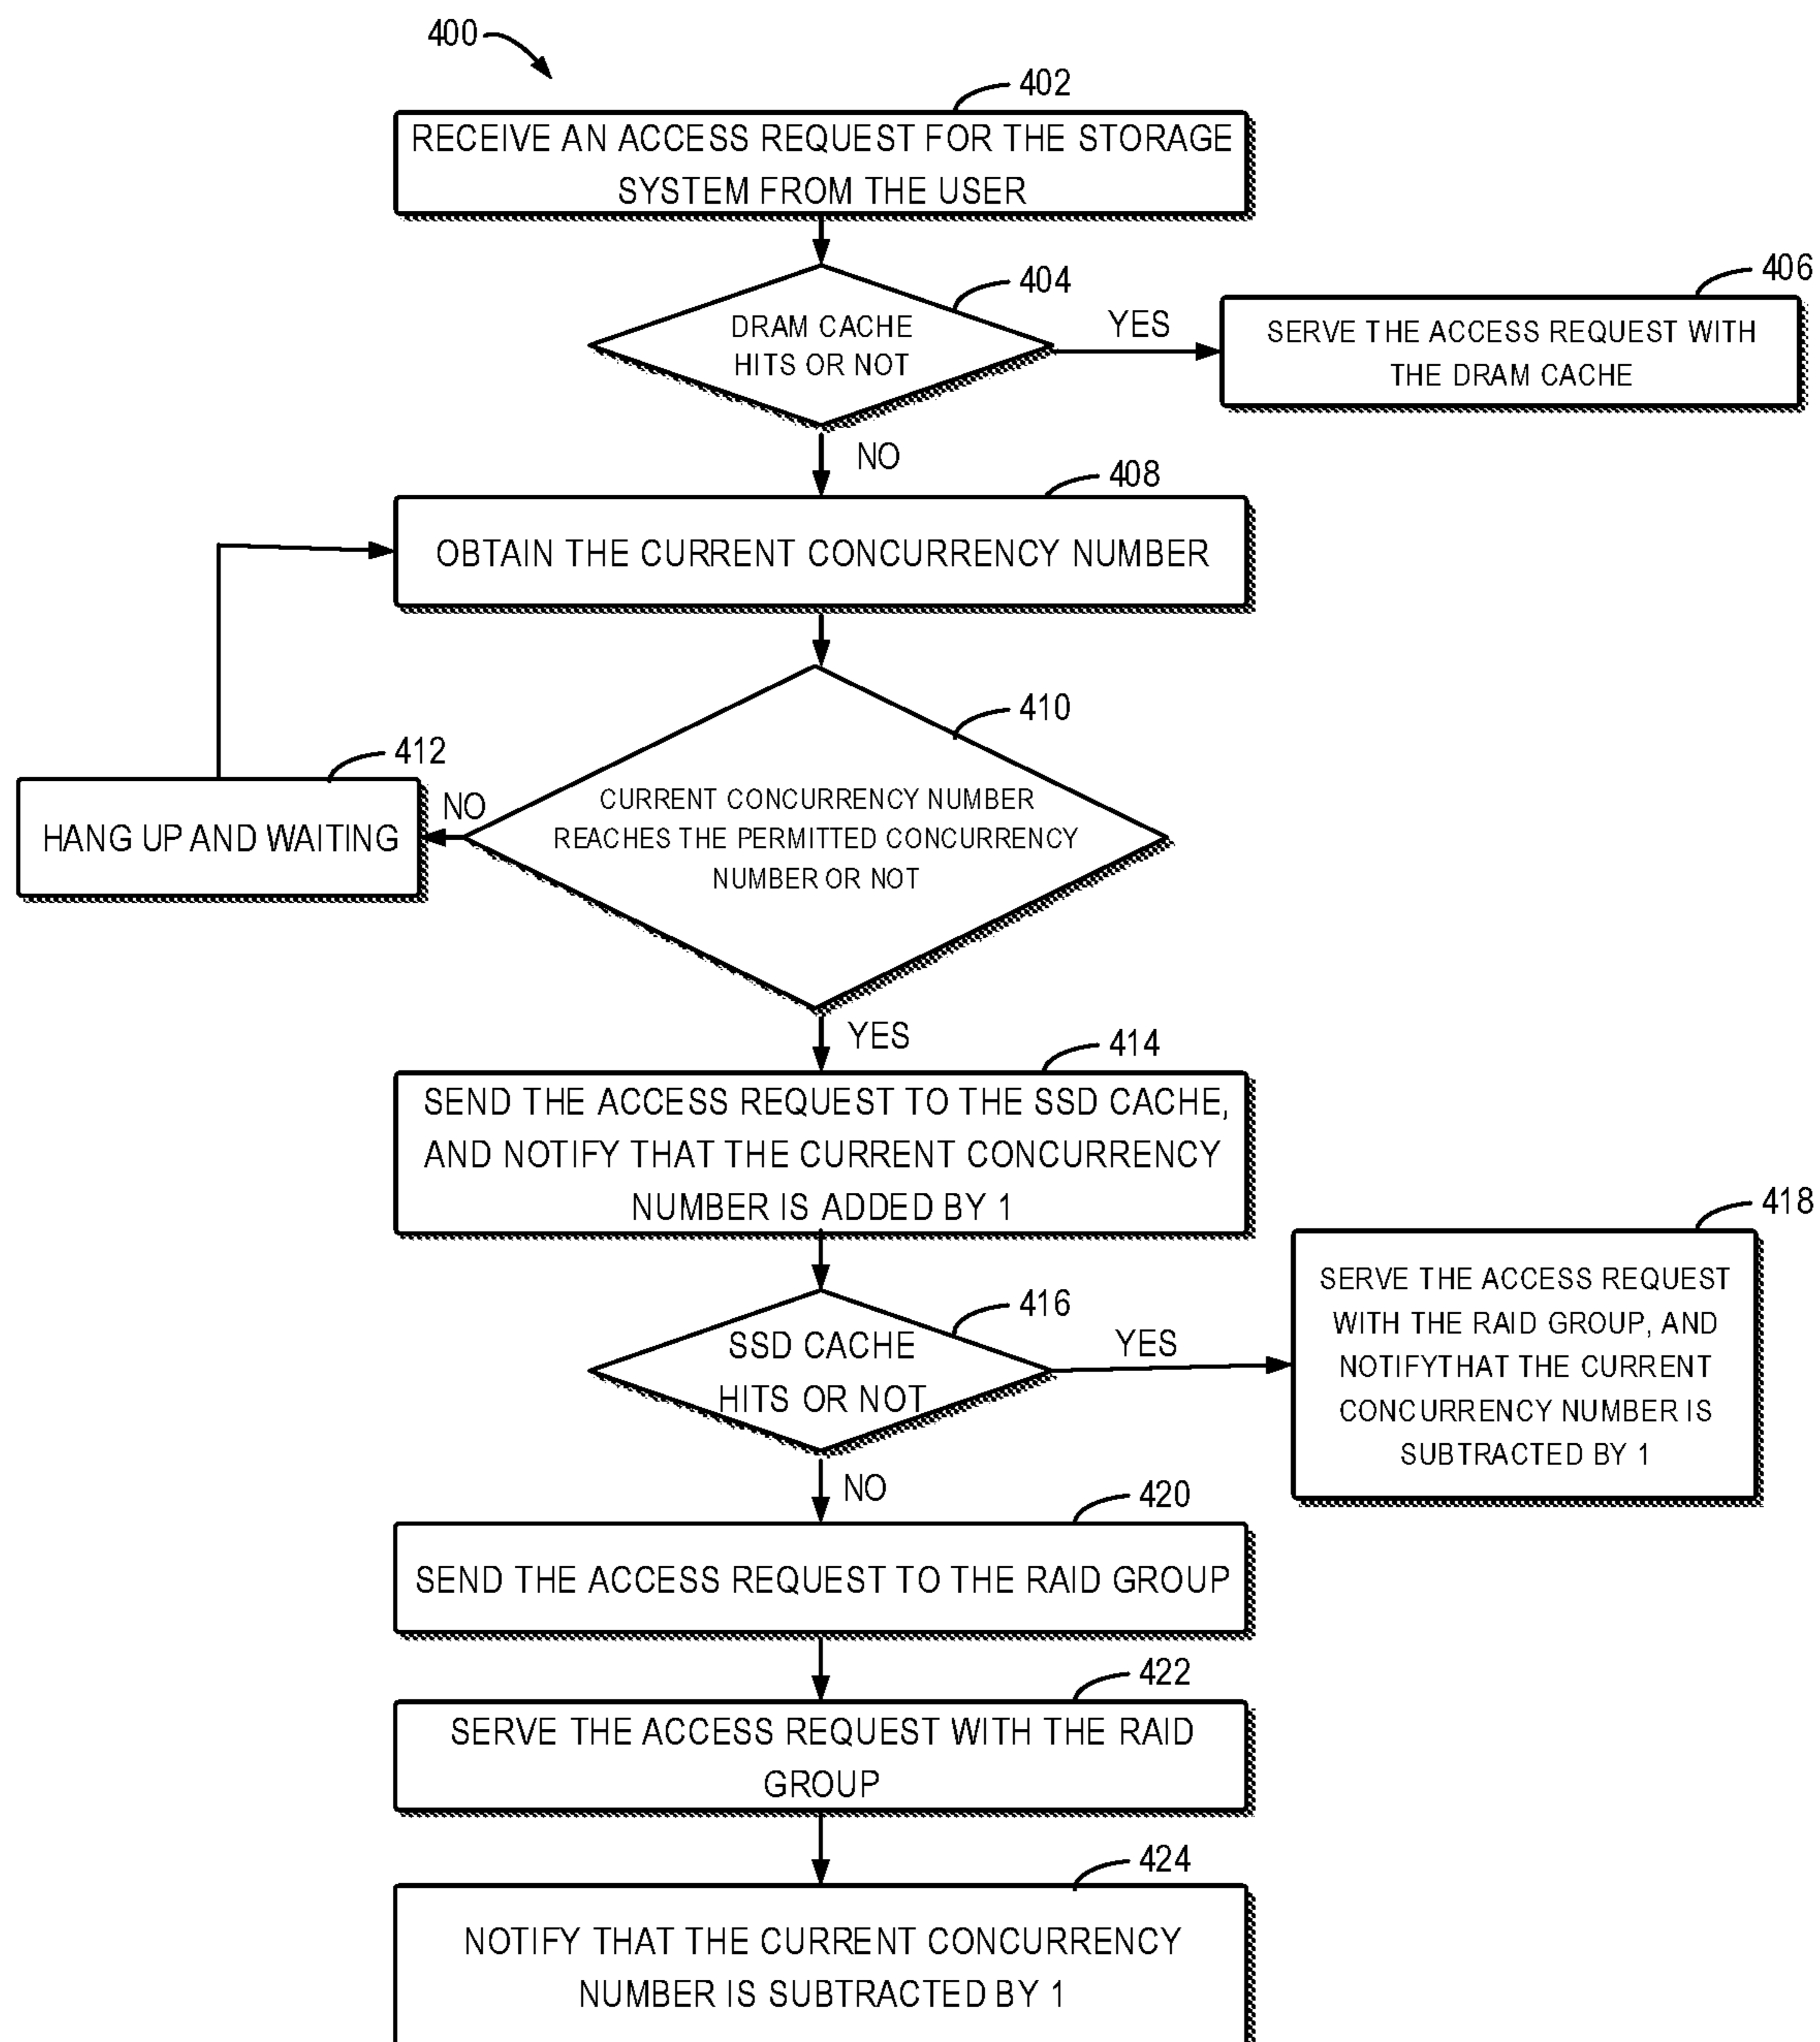 400
402
RECEIVE AN ACCESS REQUEST FOR THE STORAGE
SYSTEM FROM THE USER
404
DRAM CACHE
HITS OR NOT
YES
406
SERVE THE ACCESS REQUEST WITH
THE DRAM CACHE
NO
408
OBTAIN THE CURRENT CONCURRENCY NUMBER
410
CURRENT CONCURRENCY NUMBER
REACHES THE PERMITTED CONCURRENCY
NUMBER OR NOT
NO
412
HANG UP AND WAITING
YES
414
SEND THE ACCESS REQUEST TO THE SSD CACHE,
AND NOTIFY THAT THE CURRENT CONCURRENCY
NUMBER IS ADDED BY 1
416
SSD CACHE
HITS OR NOT
YES
418
SERVE THE ACCESS REQUEST
WITH THE RAID GROUP, AND
NOTIFYTHAT THE CURRENT
CONCURRENCY NUMBER IS
SUBTRACTED BY 1
NO
420
SEND THE ACCESS REQUEST TO THE RAID GROUP
422
SERVE THE ACCESS REQUEST WITH THE RAID
GROUP
424
NOTIFY THAT THE CURRENT CONCURRENCY
NUMBER IS SUBTRACTED BY 1